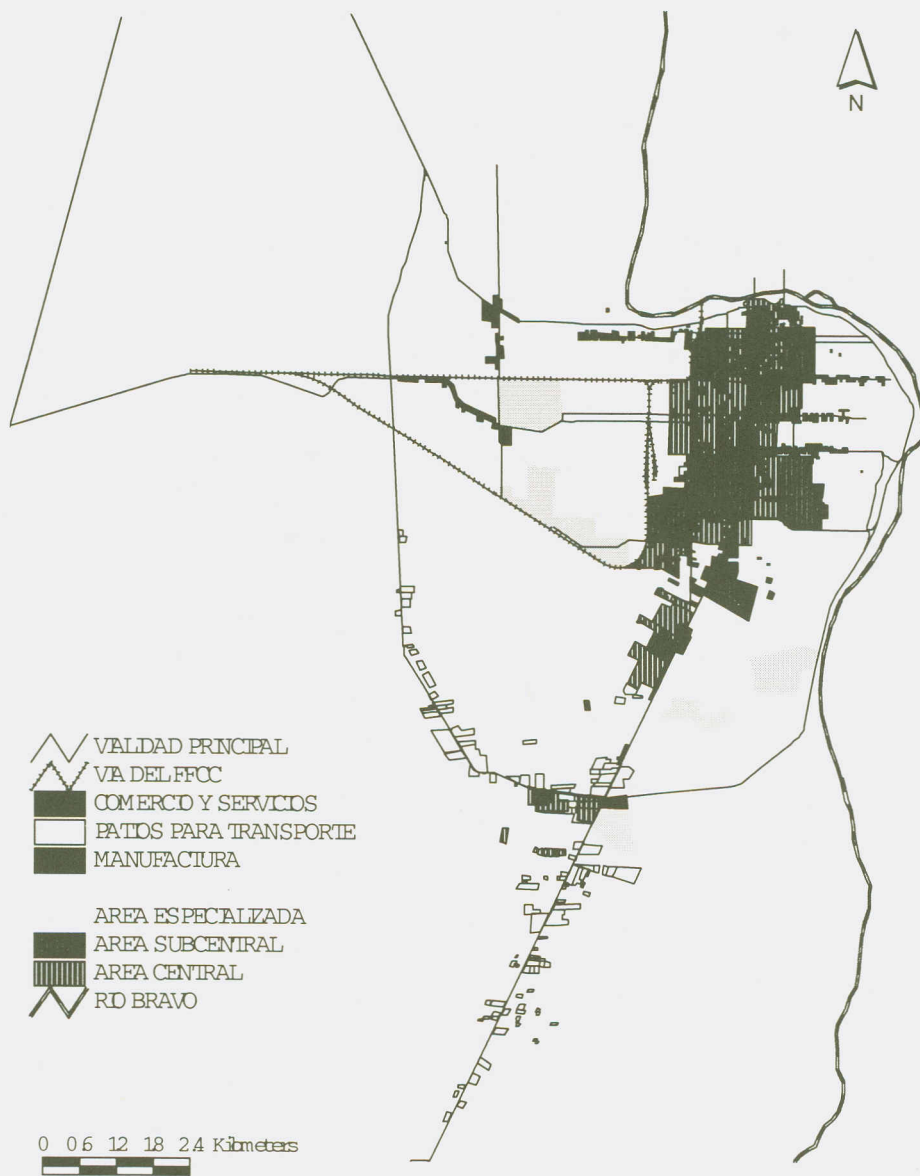 N
VIALIDAD PRINCIPAL
VIA DEL FFCC
COMERCIO Y SERVICIOS
PATIOS PARA TRANSPORTE
MANUFACTURA
AREA ESPECIALIZADA
AREA SUBCENTRAL
AREA CENTRAL
RIO BRAVO
0 0.6 1.2 1.8 2.4 Kilometers